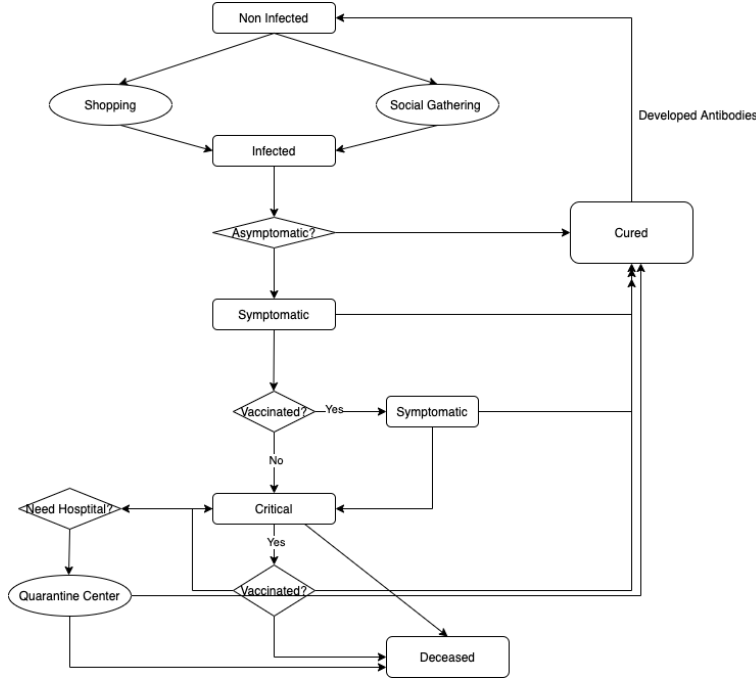 Non Infected
Shopping
Social Gathering
Developed Antibodies
Infected
Asymptomatic?
Cured
Symptomatic
Vaccinated?
Yes
Symptomatic
No
Need Hosptital?
Critical
Yes
Quarantine Center
Vaccinated?
Deceased